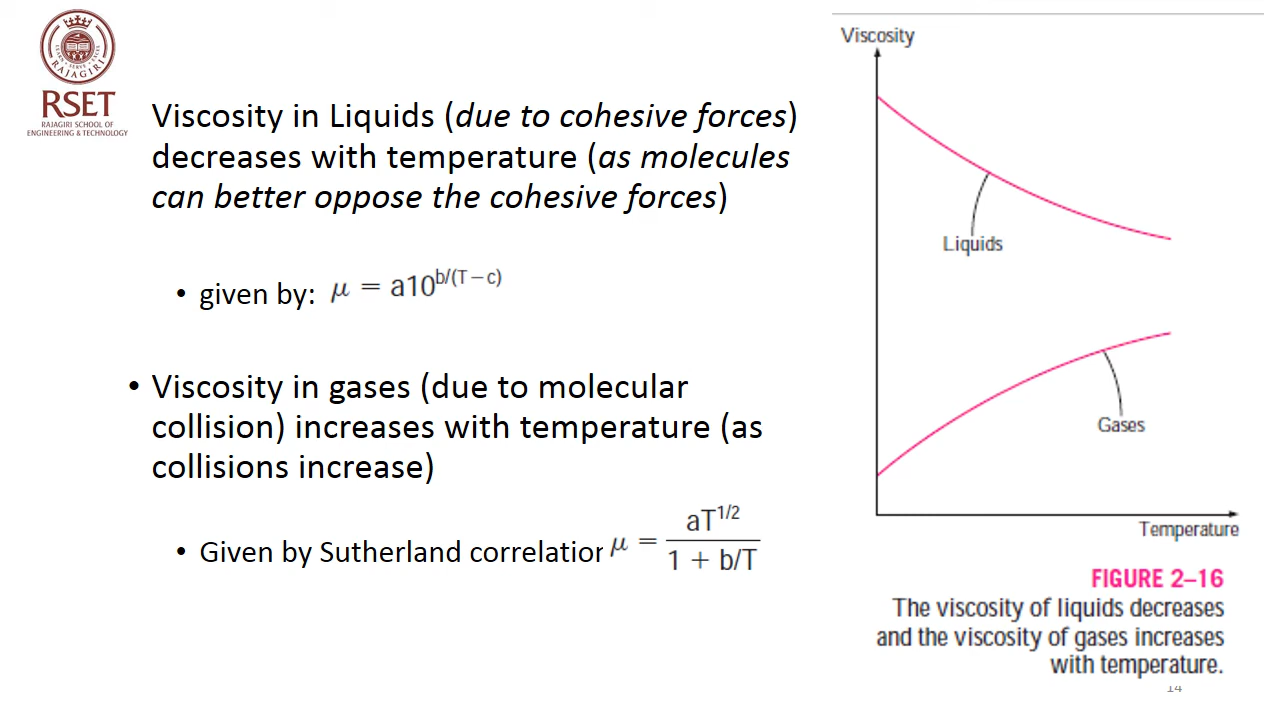 RSET
RAJAGIRI SCHOOL OF
ENGINEERING & TECHNOLOGY
Viscosity in Liquids (due to cohesive forces)
decreases with temperature (as molecules
can better oppose the cohesive forces)
• given by: μ = a10^b/(T−c)
• Viscosity in gases (due to molecular
collision) increases with temperature (as
collisions increase)
• Given by Sutherland correlation μ = aT^1/2 / 1 + b/T
Viscosity
Liquids
Gases
Temperature
FIGURE 2–16
The viscosity of liquids decreases
and the viscosity of gases increases
with temperature.
14